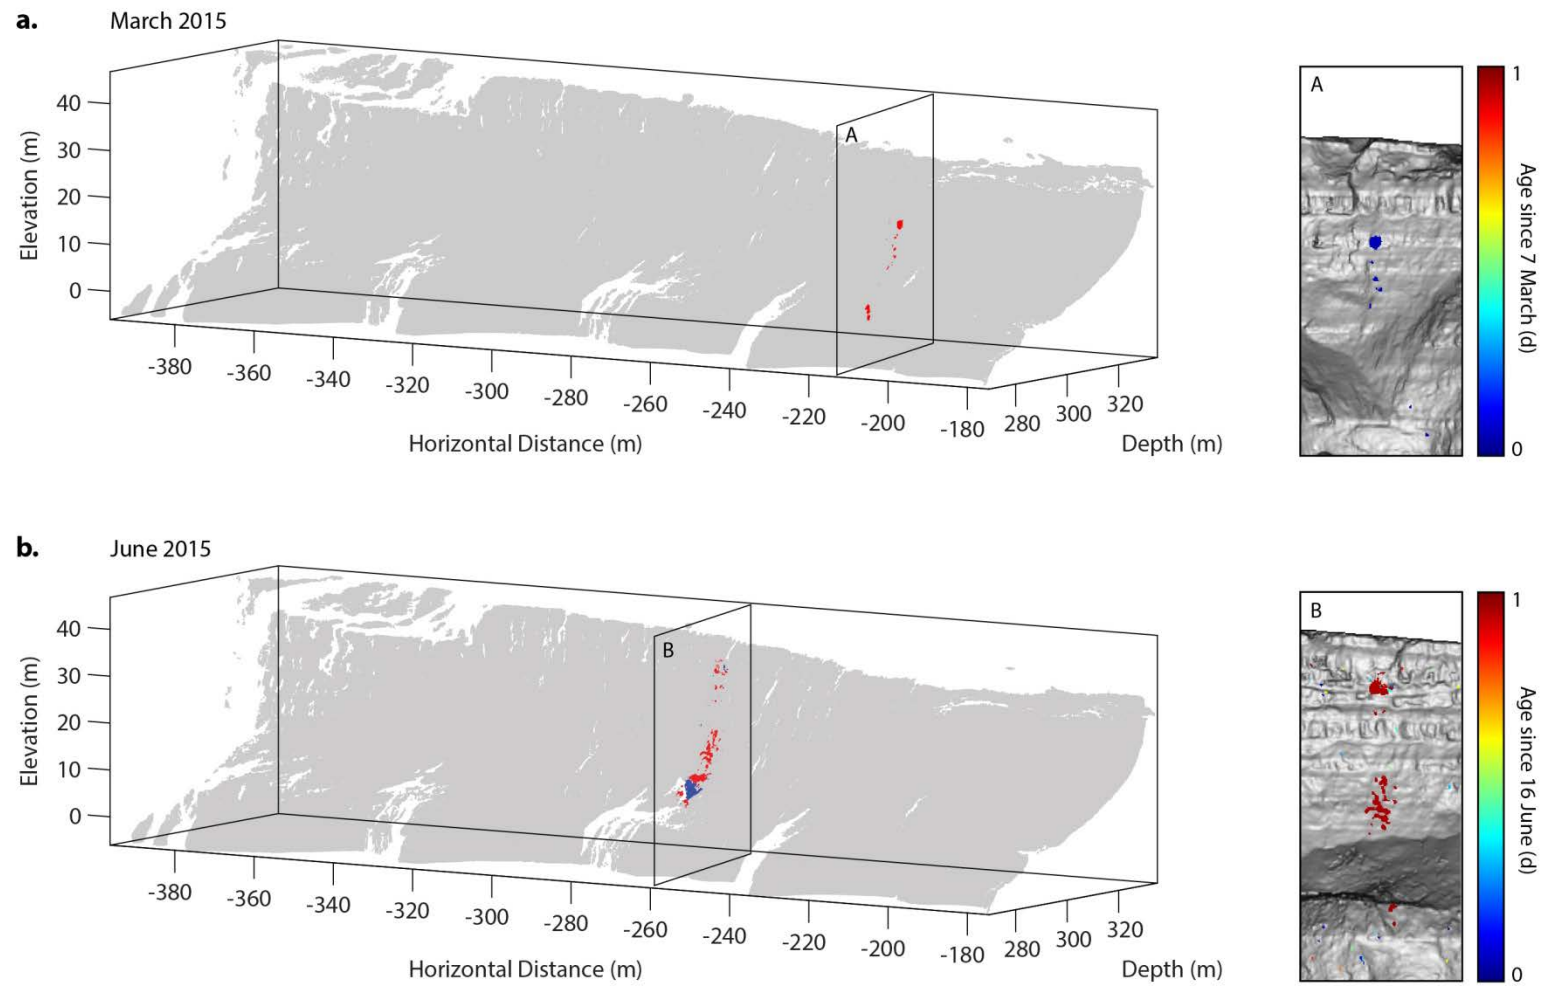 a.
March 2015
40
30
20
10
0
Elevation (m)
A
-380
-360
-340
-320
-300
-280
-260
-240
-220
-200
-180
280
300
320
Horizontal Distance (m)
Depth (m)
A
1
0
Age since 7 March (d)
b.
June 2015
40
30
20
10
0
Elevation (m)
B
-380
-360
-340
-320
-300
-280
-260
-240
-220
-200
-180
280
300
320
Horizontal Distance (m)
Depth (m)
B
1
0
Age since 16 June (d)